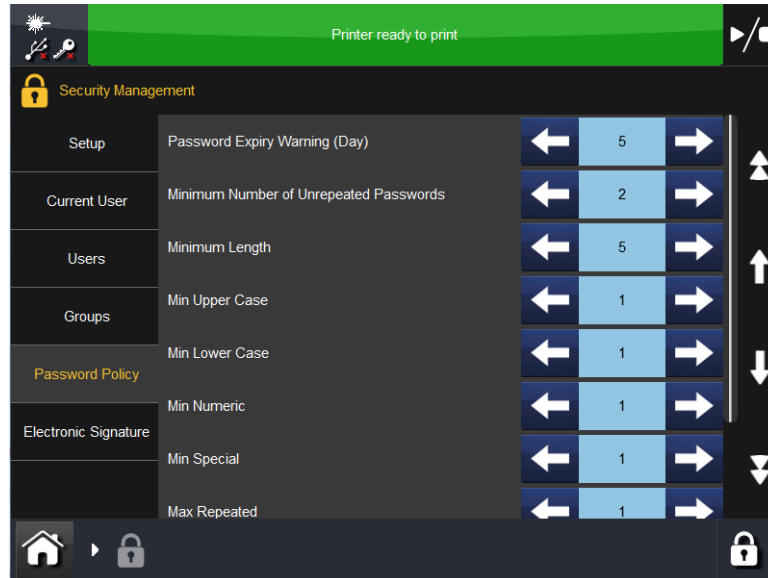 Printer ready to print
Security Management
Setup
Password Expiry Warning (Day)
5
Current User
Minimum Number of Unrepeated Passwords
2
Users
Minimum Length
5
Groups
Min Upper Case
1
Password Policy
Min Lower Case
1
Min Numeric
1
Electronic Signature
Min Special
1
Max Repeated
1